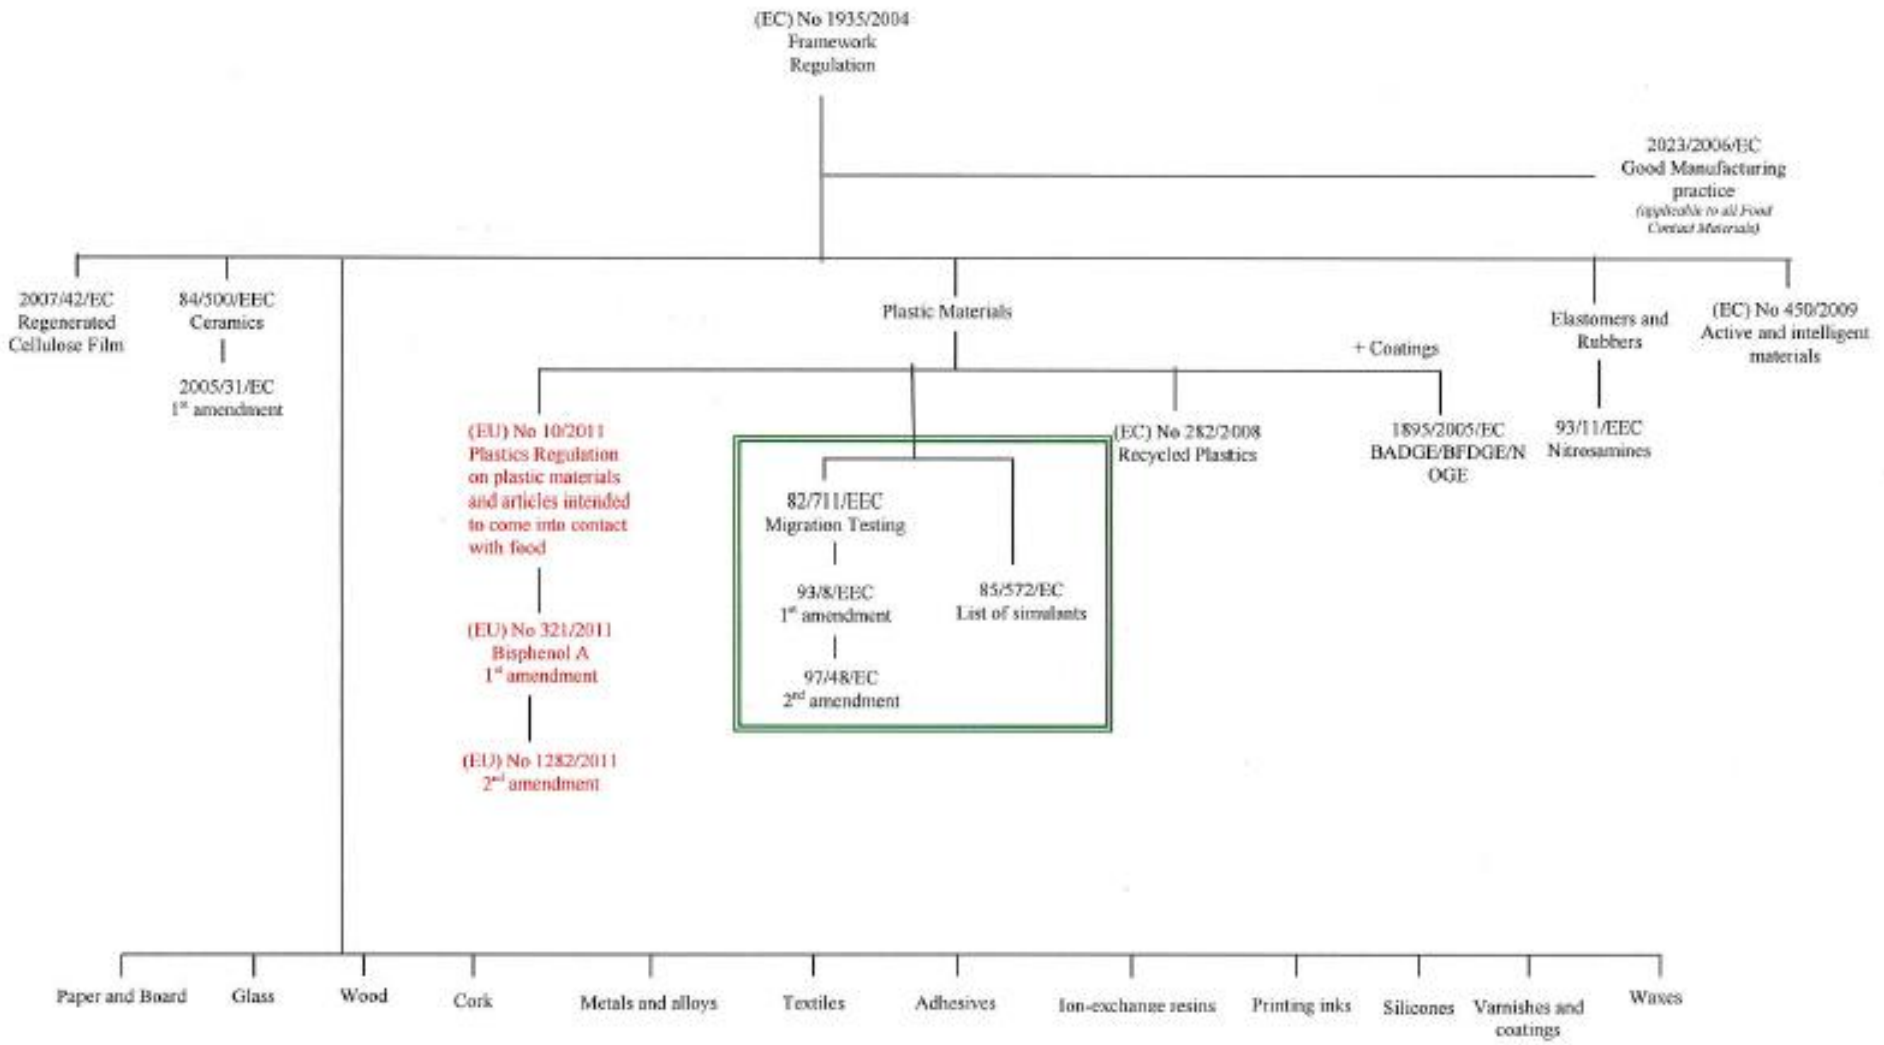 (EC) No 1935/2004
Framework
Regulation
2023/2006/EC
Good Manufacturing
practice
(applicable to all Food
Contact Materials)
2007/42/EC
Regenerated
Cellulose Film
84/500/EEC
Ceramics
2005/31/EC
1st amendment
Plastic Materials
+ Coatings
Elastomers and
Rubbers
(EC) No 450/2009
Active and intelligent
materials
(EU) No 10/2011
Plastics Regulation
on plastic materials
and articles intended
to come into contact
with food
(EU) No 321/2011
Bisphenol A
1st amendment
(EU) No 1282/2011
2nd amendment
82/711/EEC
Migration Testing
93/8/EEC
1st amendment
97/48/EC
2nd amendment
85/572/EC
List of simulants
(EC) No 282/2008
Recycled Plastics
1895/2005/EC
BADGE/BFDGE/N
OGE
93/11/EEC
Nitrosamines
Paper and Board
Glass
Wood
Cork
Metals and alloys
Textiles
Adhesives
Ion-exchange resins
Printing inks
Silicones
Varnishes and
coatings
Waxes